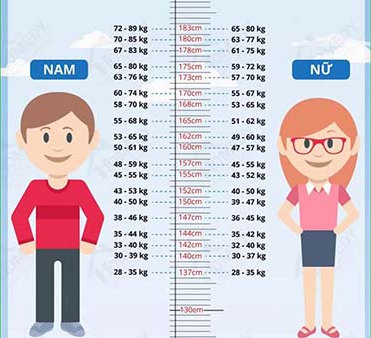 72 - 89 kg 183cm 65 - 80 kg
70 - 85 kg 180cm 63 - 77 kg
67 - 83 kg 178cm 61 - 75 kg
NAM
65 - 80 kg 175cm 59 - 72 kg
63 - 76 kg 173cm 57 - 70 kg
NỮ
60 - 74 kg 170cm 55 - 67 kg
58 - 70 kg 168cm 53 - 65 kg
55 - 68 kg 165cm 51 - 62 kg
53 - 65 kg 162cm 49 - 60 kg
50 - 61 kg 160cm 47 - 57 kg
48 - 59 kg 157cm 45 - 55 kg
45 - 55 kg 155cm 43 - 52 kg
43 - 53 kg 152cm 40 - 50 kg
40 - 50 kg 150cm 39 - 47 kg
38 - 46 kg 147cm 36 - 45 kg
35 - 44 kg 144cm 34 - 42 kg
33 - 40 kg 142cm 32 - 40 kg
30 - 39 kg 140cm 30 - 37 kg
28 - 35 kg 137cm 28 - 35 kg
130cm